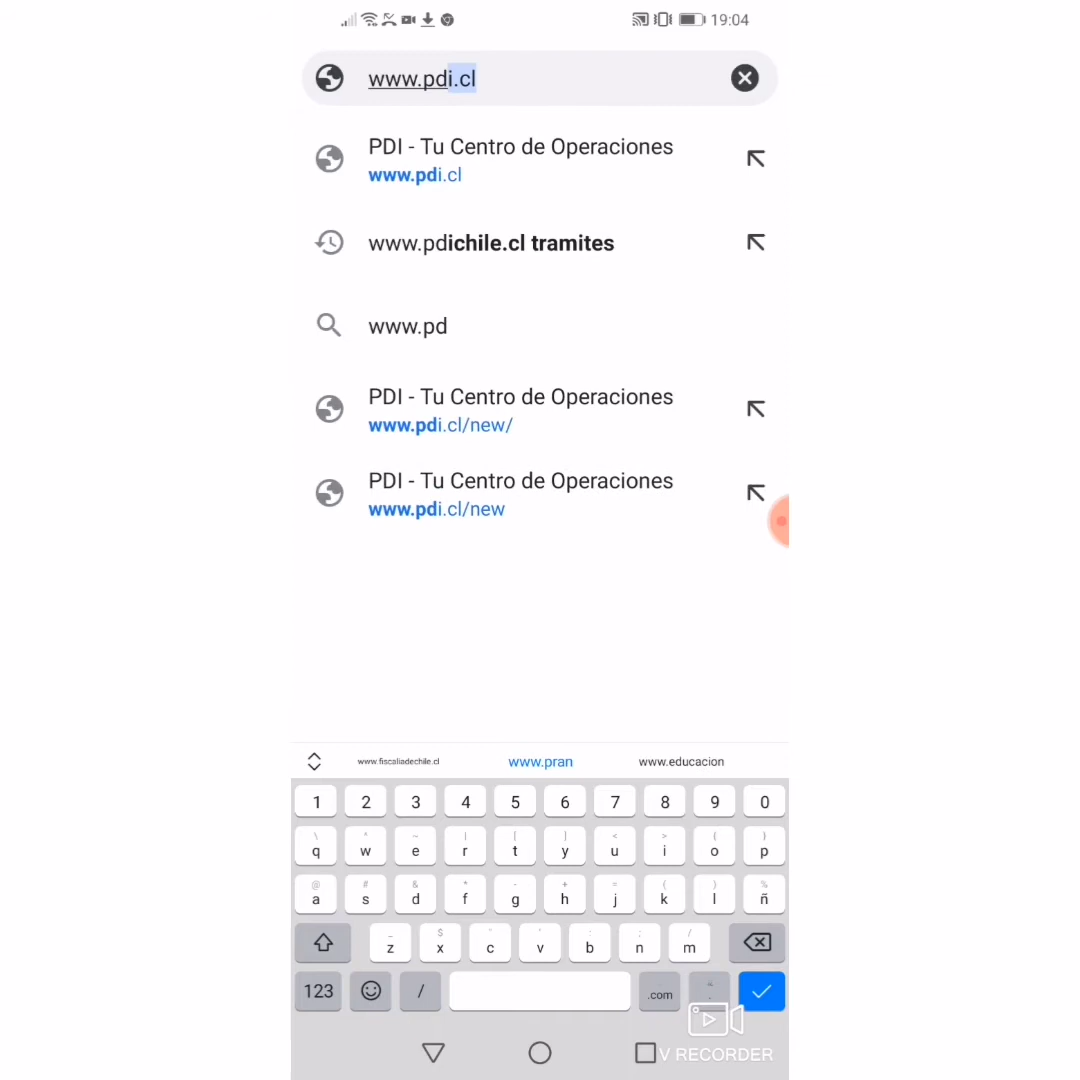 19:04
www.pdi.cl
PDI - Tu Centro de Operaciones
www.pdi.cl
www.pdichile.cl tramites
www.pd
PDI - Tu Centro de Operaciones
www.pdi.cl/new/
PDI - Tu Centro de Operaciones
www.pdi.cl/new
www.fiscaliadechile.cl www.pran www.educacion
1 2 3 4 5 6 7 8 9 0
\ ^ ~ | [ ] < > { }
q w e r t y u i o p
@ # & * - + = ( ) %
a s d f g h j k l ñ
_ $ " ' : ; /
z x c v b n m
123 / .com .
V RECORDER